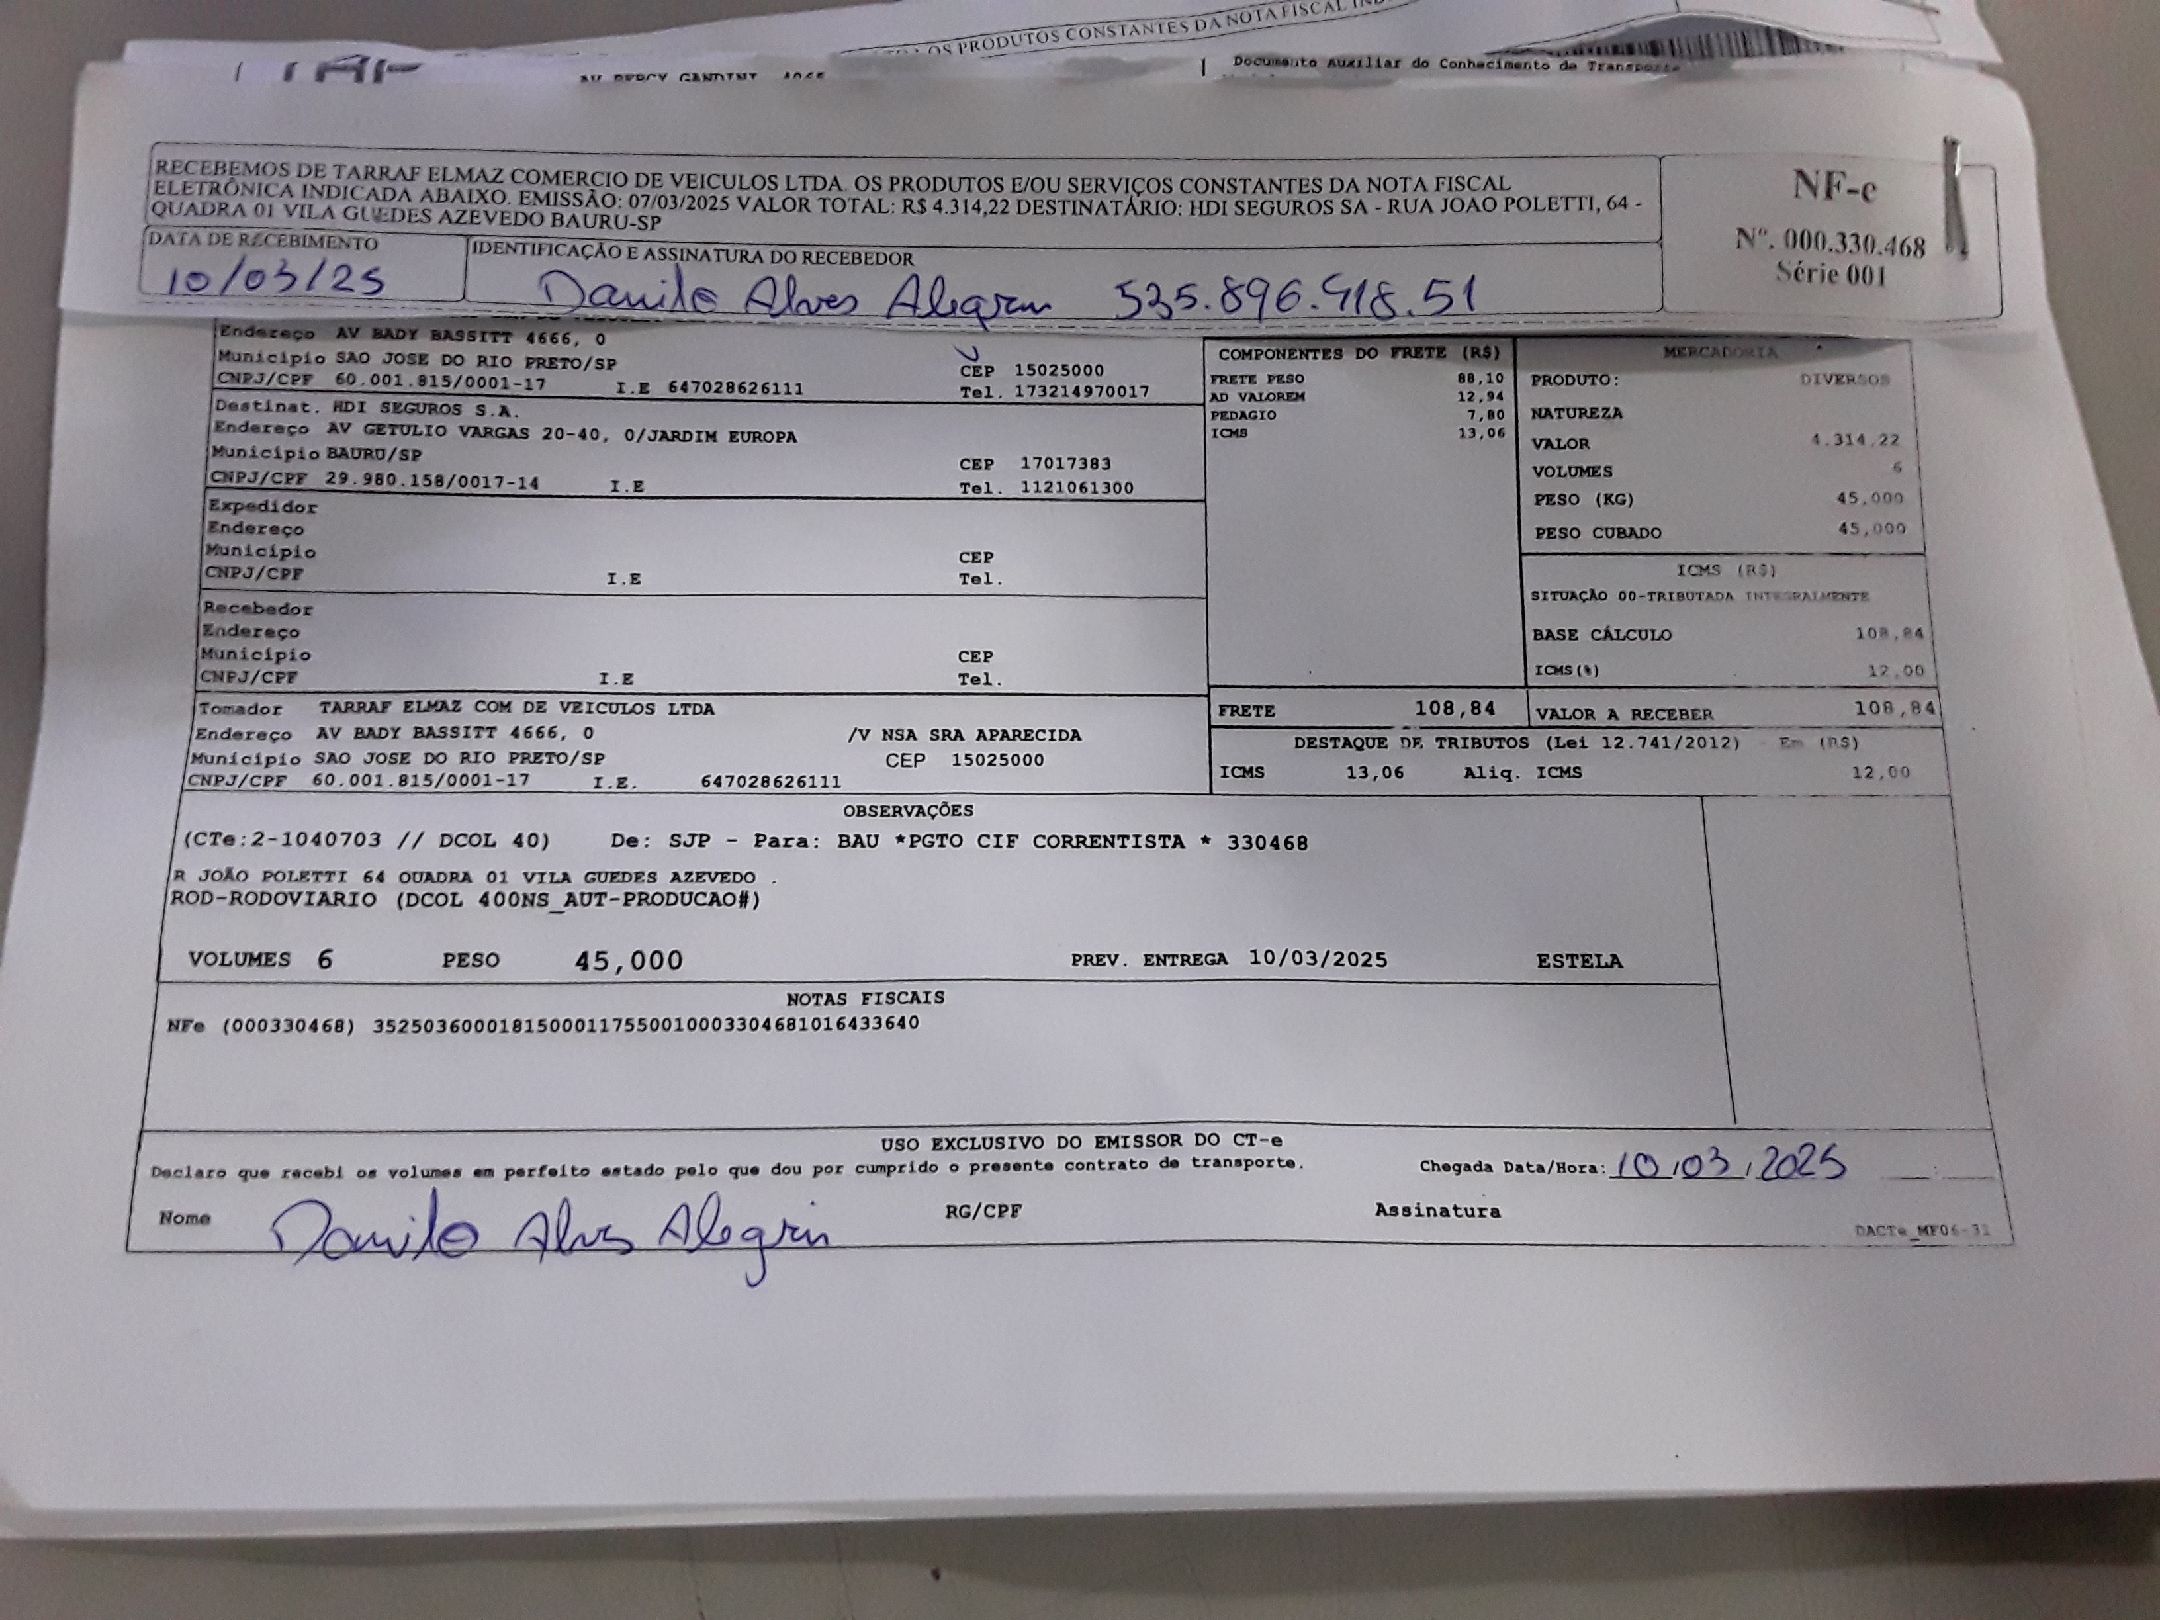 OS PRODUTOS CONSTANTES DA NOTA FISCAL
AV PERCY GANDINI
Documento Auxiliar do Conhecimento de Transporte
RECEBEMOS DE TARRAF ELMAZ COMERCIO DE VEICULOS LTDA. OS PRODUTOS E/OU SERVIÇOS CONSTANTES DA NOTA FISCAL
ELETRÔNICA INDICADA ABAIXO. EMISSÃO: 07/03/2025 VALOR TOTAL: R$ 4.314,22 DESTINATÁRIO: HDI SEGUROS SA - RUA JOAO POLETTI, 64 -
QUADRA 01 VILA GUEDES AZEVEDO BAURU-SP
NF-e
Nº. 000.330.468
Série 001
DATA DE RECEBIMENTO
10/03/25
IDENTIFICAÇÃO E ASSINATURA DO RECEBEDOR
Danilo Alves Alegrin 535.896.418.51
Endereço AV BADY BASSITT 4666, 0
Município SAO JOSE DO RIO PRETO/SP CEP 15025000
CNPJ/CPF 60.001.815/0001-17 I.E 647028626111 Tel. 173214970017
Destinat. HDI SEGUROS S.A.
Endereço AV GETULIO VARGAS 20-40, 0/JARDIM EUROPA
Município BAURU/SP CEP 17017383
CNPJ/CPF 29.980.158/0017-14 I.E Tel. 1121061300
Expedidor
Endereço
Município CEP
CNPJ/CPF I.E Tel.
Recebedor
Endereço
Município CEP
CNPJ/CPF I.E Tel.
Tomador TARRAF ELMAZ COM DE VEICULOS LTDA
Endereço AV BADY BASSITT 4666, 0 /V NSA SRA APARECIDA
Município SAO JOSE DO RIO PRETO/SP CEP 15025000
CNPJ/CPF 60.001.815/0001-17 I.E. 647028626111
COMPONENTES DO FRETE (R$)
FRETE PESO 88,10
AD VALOREM 12,94
PEDAGIO 7,80
ICMS 13,06
MERCADORIA
PRODUTO: DIVERSOS
NATUREZA
VALOR 4.314,22
VOLUMES 6
PESO (KG) 45,000
PESO CUBADO 45,000
ICMS (R$)
SITUAÇÃO 00-TRIBUTADA INTEGRALMENTE
BASE CÁLCULO 108,84
ICMS(%) 12,00
FRETE 108,84 VALOR A RECEBER 108,84
DESTAQUE DE TRIBUTOS (Lei 12.741/2012) - Em (R$)
ICMS 13,06 Aliq. ICMS 12,00
OBSERVAÇÕES
(CTe:2-1040703 // DCOL 40) De: SJP - Para: BAU *PGTO CIF CORRENTISTA * 330468
R JOÃO POLETTI 64 QUADRA 01 VILA GUEDES AZEVEDO .
ROD-RODOVIARIO (DCOL 400NS_AUT-PRODUCAO#)
VOLUMES 6 PESO 45,000 PREV. ENTREGA 10/03/2025 ESTELA
NOTAS FISCAIS
NFe (000330468) 35250360001815000117550010003304681016433640
USO EXCLUSIVO DO EMISSOR DO CT-e
Declaro que recebi os volumes em perfeito estado pelo que dou por cumprido o presente contrato de transporte. Chegada Data/Hora: 10/03/2025
Nome Danilo Alves Alegrin RG/CPF Assinatura
DACTe_MF06-31